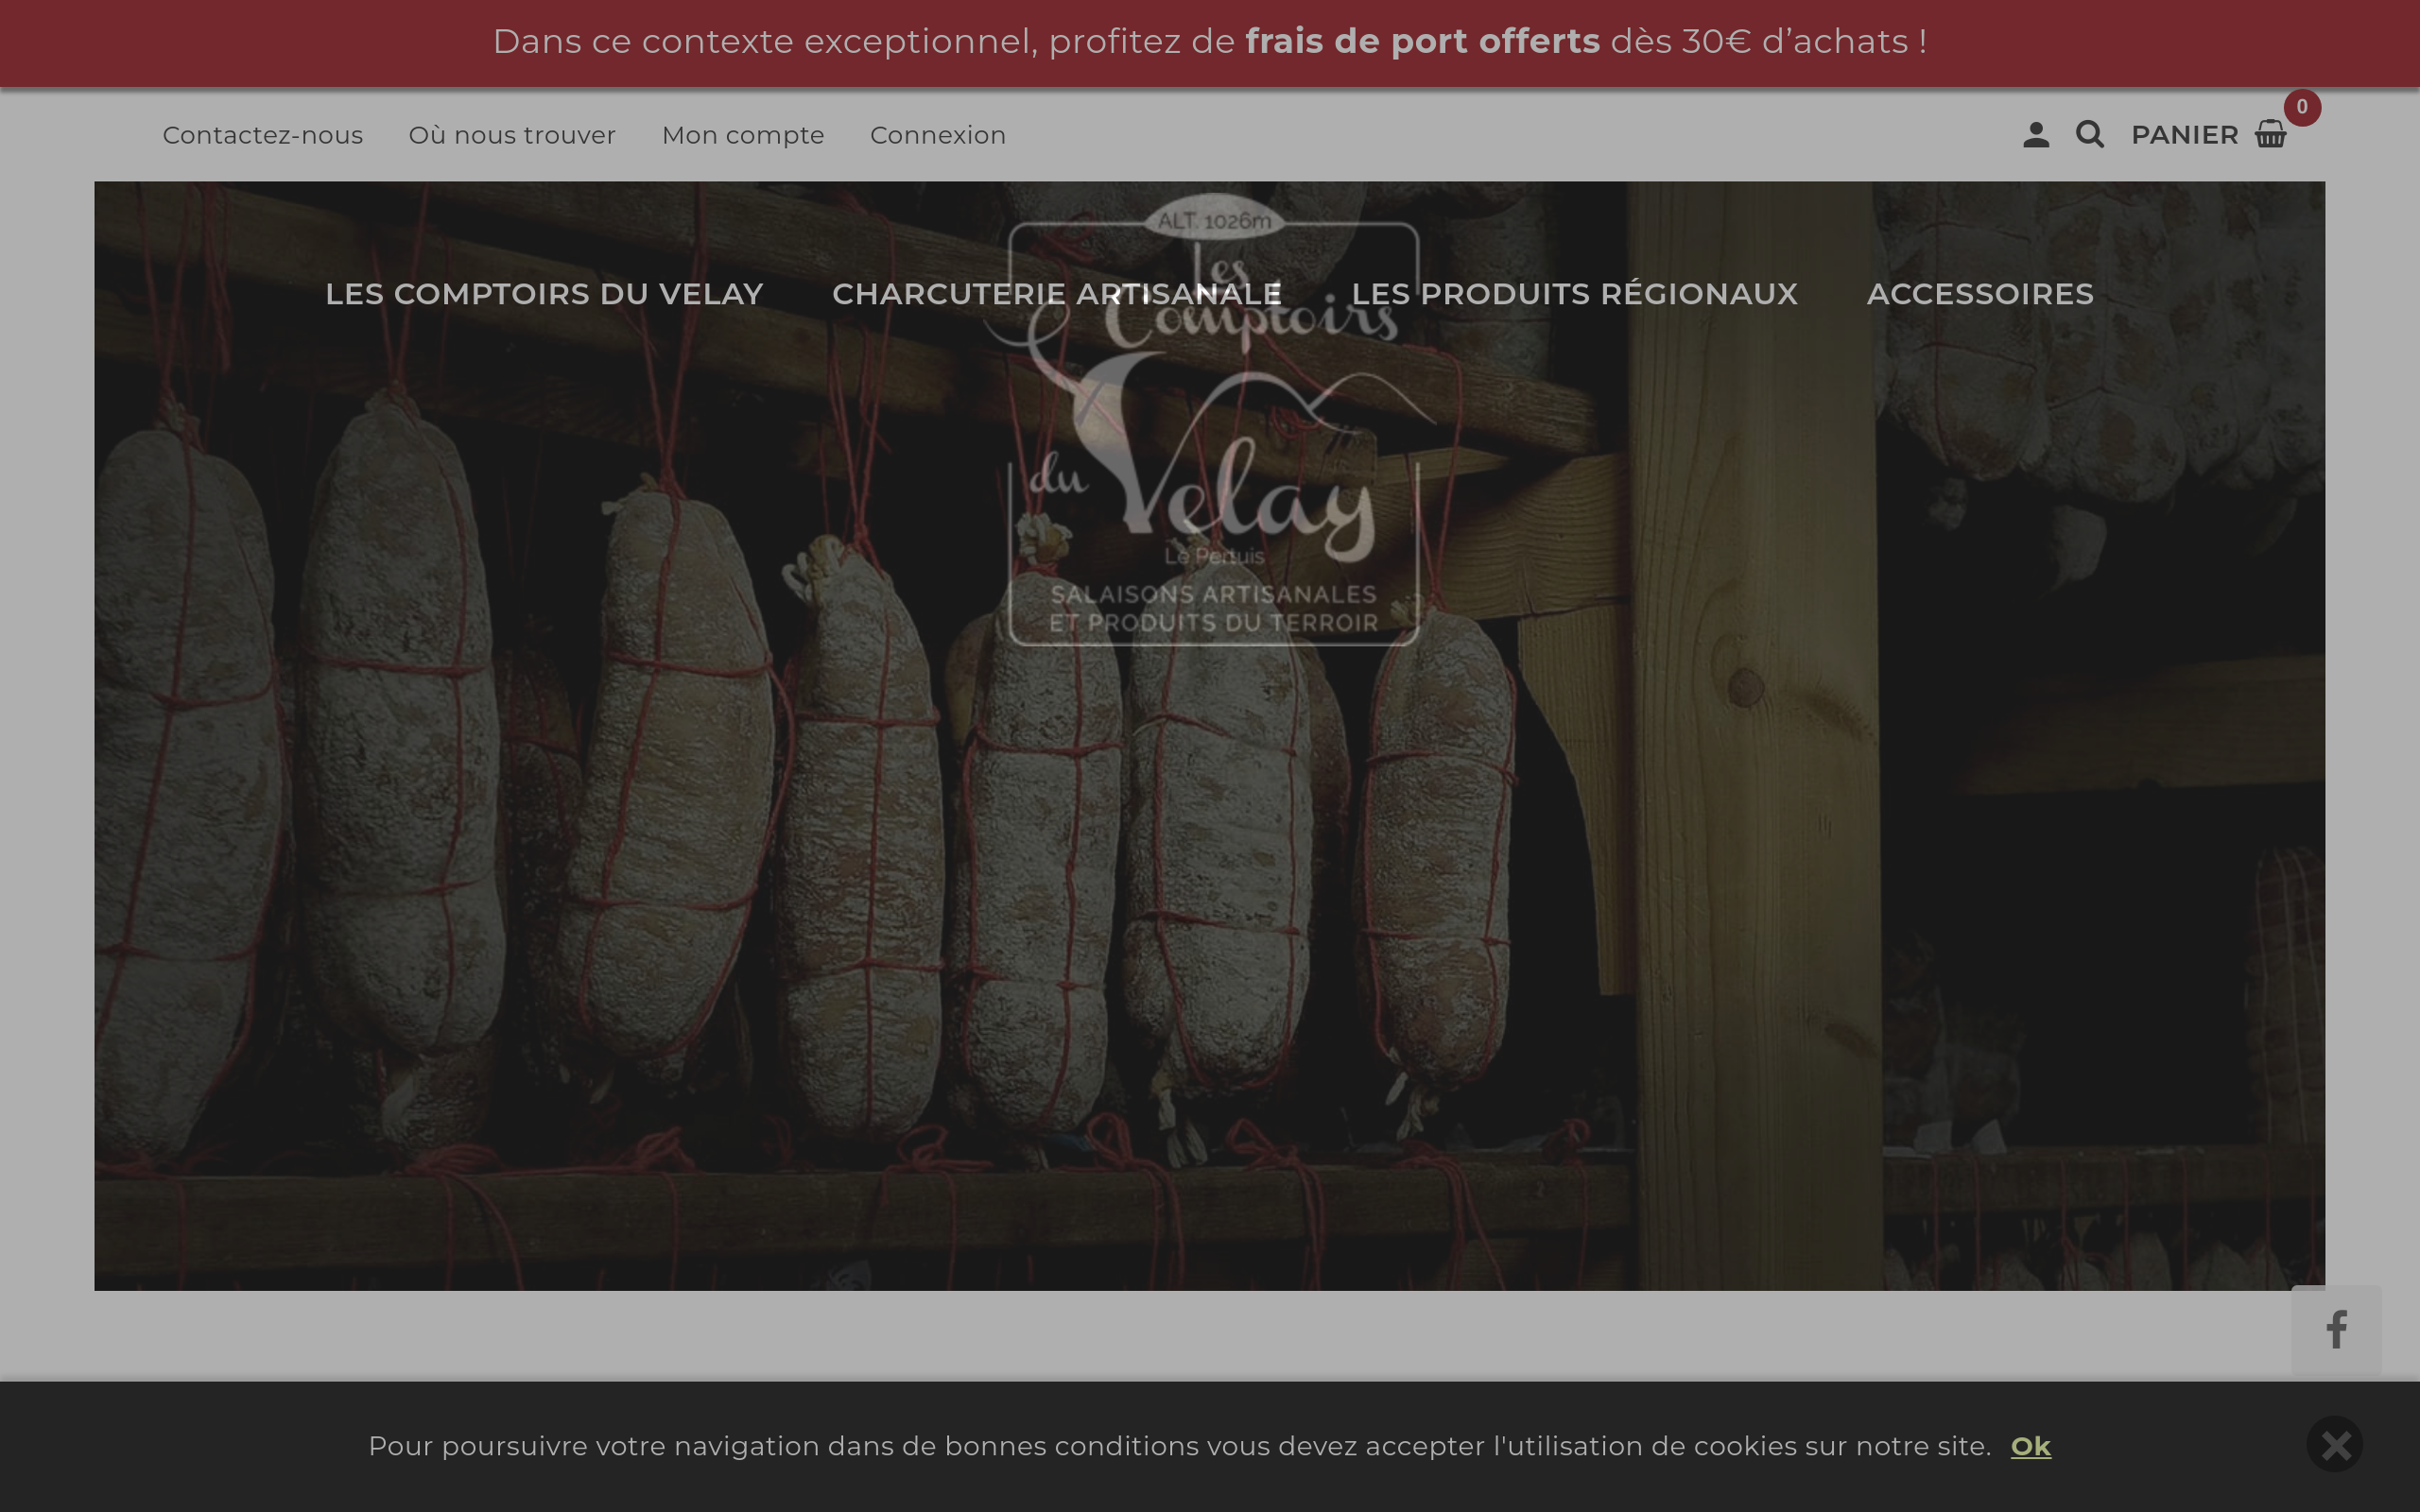 Dans ce contexte exceptionnel, profitez de frais de port offerts dès 30€ d’achats !
Contactez-nous Où nous trouver Mon compte Connexion PANIER 0
ALT. 1026m
LES COMPTOIRS DU VELAY CHARCUTERIE ARTISANALE LES PRODUITS RÉGIONAUX ACCESSOIRES
Les
Comptoirs
du Velay
Le Pertuis
SALAISONS ARTISANALES
ET PRODUITS DU TERROIR
Pour poursuivre votre navigation dans de bonnes conditions vous devez accepter l'utilisation de cookies sur notre site. Ok